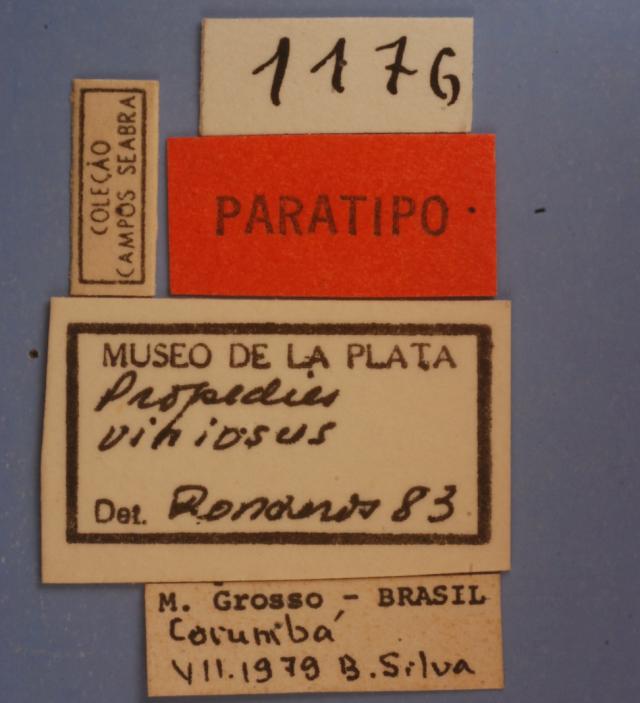 1176
COLEÇÃO
CAMPOS SEABRA
PARATIPO
MUSEO DE LA PLATA
Propedies
viniosus
Det. Ronderos 83
M. Grosso - BRASIL
Corumbá
VII.1979 B. Silva